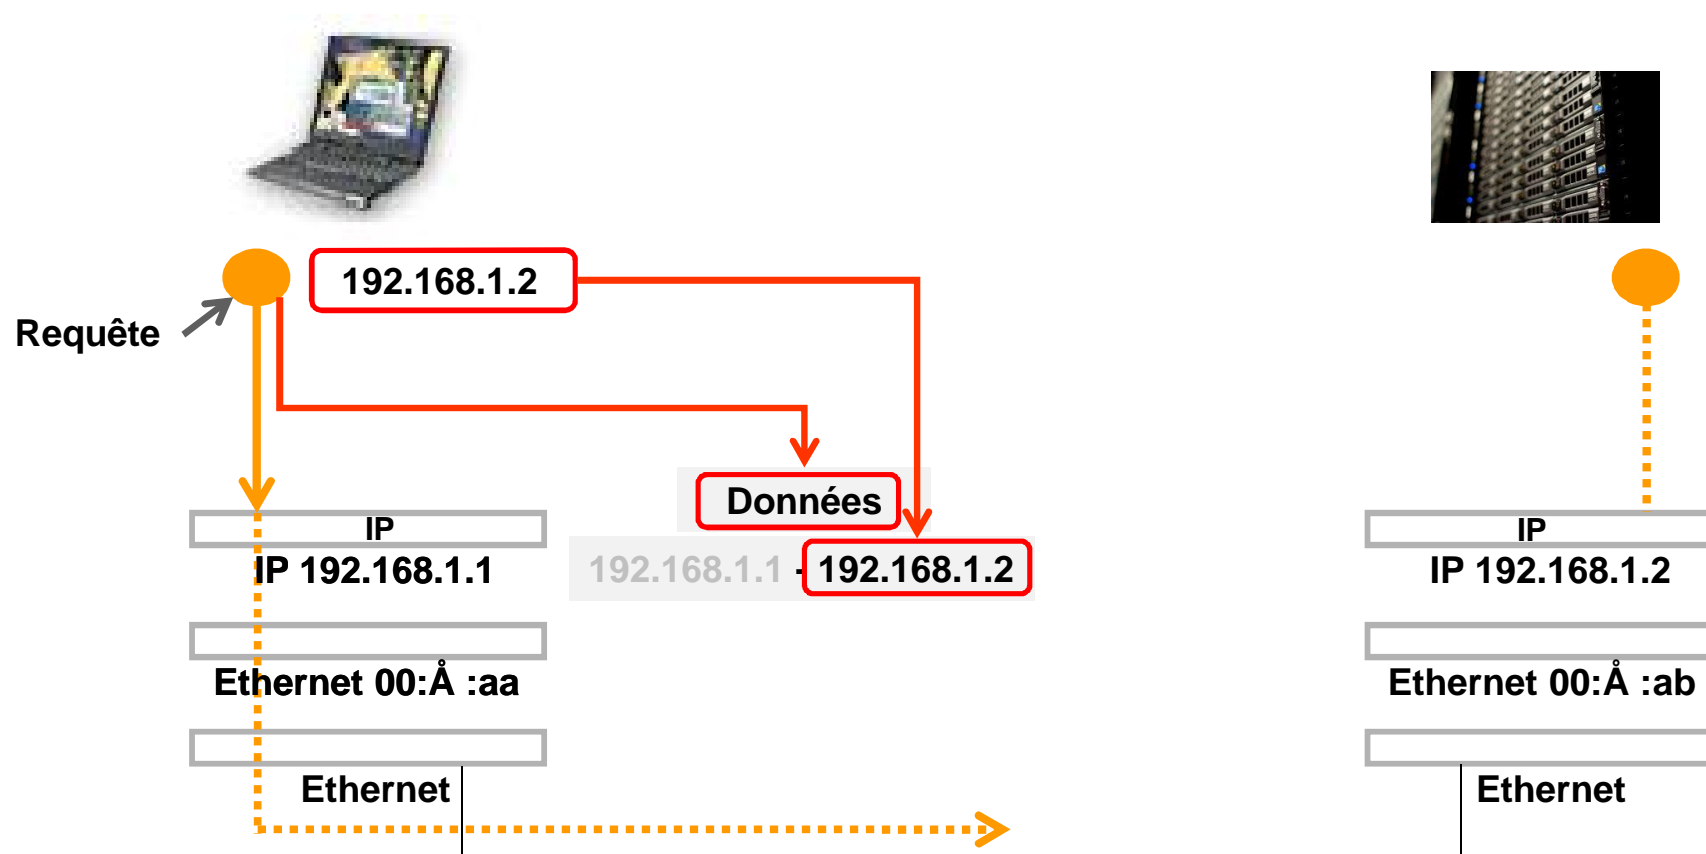 192.168.1.2
Requête
Données
IP
IP 192.168.1.1
192.168.1.1 - 192.168.1.2
IP
IP 192.168.1.2
Ethernet 00:Å :aa
Ethernet 00:Å :ab
Ethernet
Ethernet